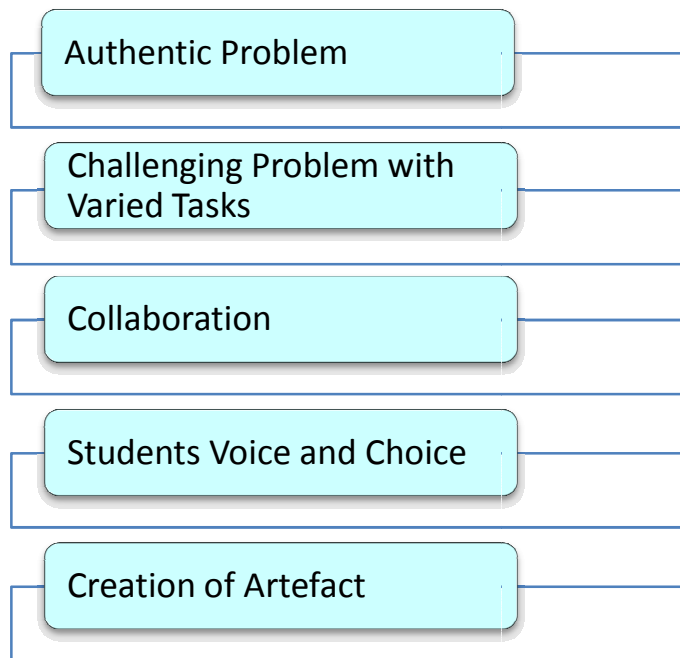 Authentic Problem
Challenging Problem with
Varied Tasks
Collaboration
Students Voice and Choice
Creation of Artefact